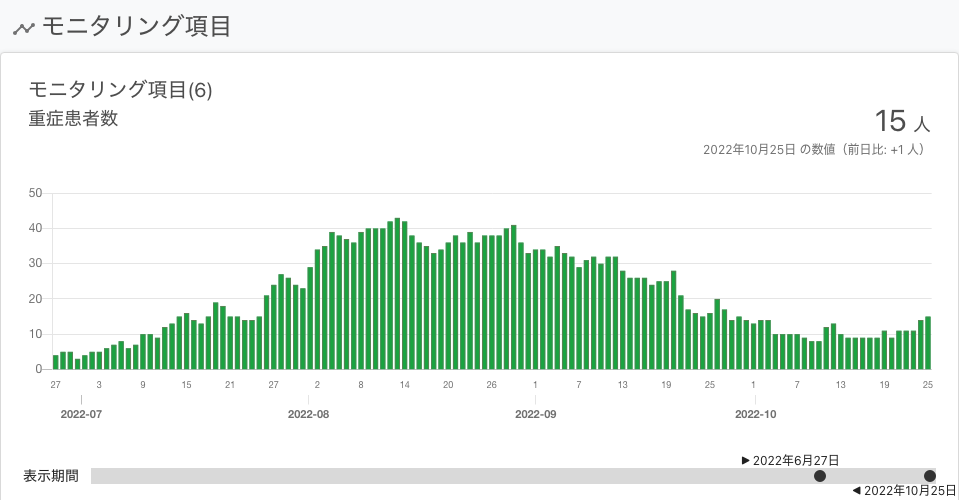 モニタリング項目
モニタリング項目(6)
重症患者数
15 人
2022年10月25日 の数値（前日比: +1 人）
50
40
30
20
10
0
27 3 9 15 21 27 2 8 14 20 26 1 7 13 19 25 1 7 13 19 25
2022-07 2022-08 2022-09 2022-10
▶ 2022年6月27日
表示期間
◀ 2022年10月25日